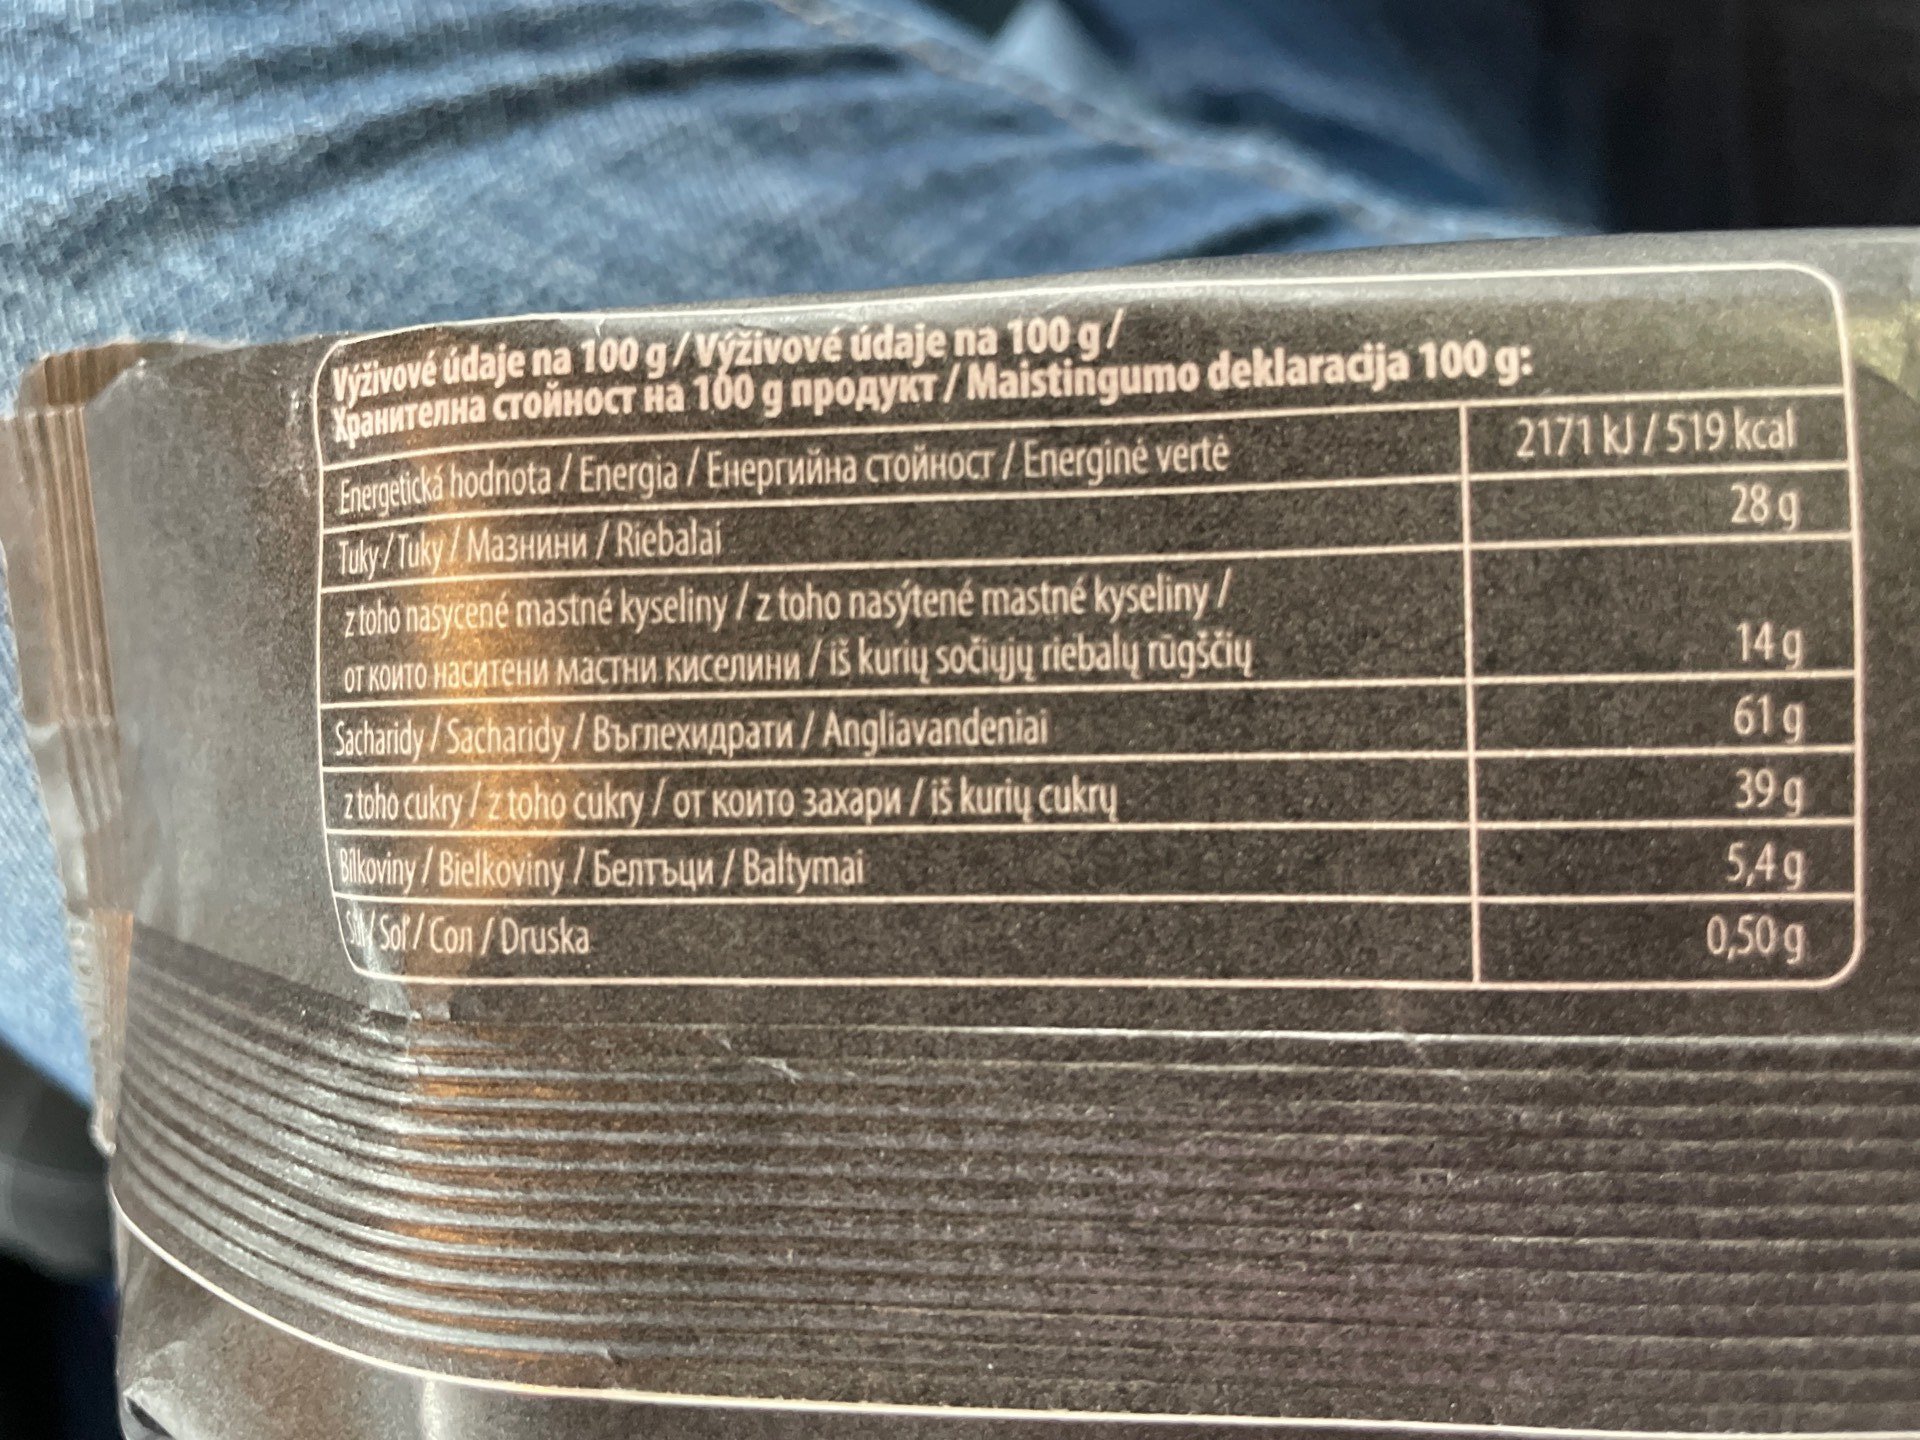 Výživové údaje na 100 g / Výživové údaje na 100 g /
Хранителна стойност на 100 g продукт / Maistingumo deklaracija 100 g:
Energetická hodnota / Energia / Енергийна стойност / Energinė vertė 2171 kJ / 519 kcal
Tuky / Tuky / Мазнини / Riebalai 28 g
z toho nasycené mastné kyseliny / z toho nasýtené mastné kyseliny /
от които наситени мастни киселини / iš kurių sočiųjų riebalų rūgščių 14 g
Sacharidy / Sacharidy / Въглехидрати / Angliavandeniai 61 g
z toho cukry / z toho cukry / от които захари / iš kurių cukrų 39 g
Bílkoviny / Bielkoviny / Белтъци / Baltymai 5,4 g
Sůl / Soľ / Сол / Druska 0,50 g